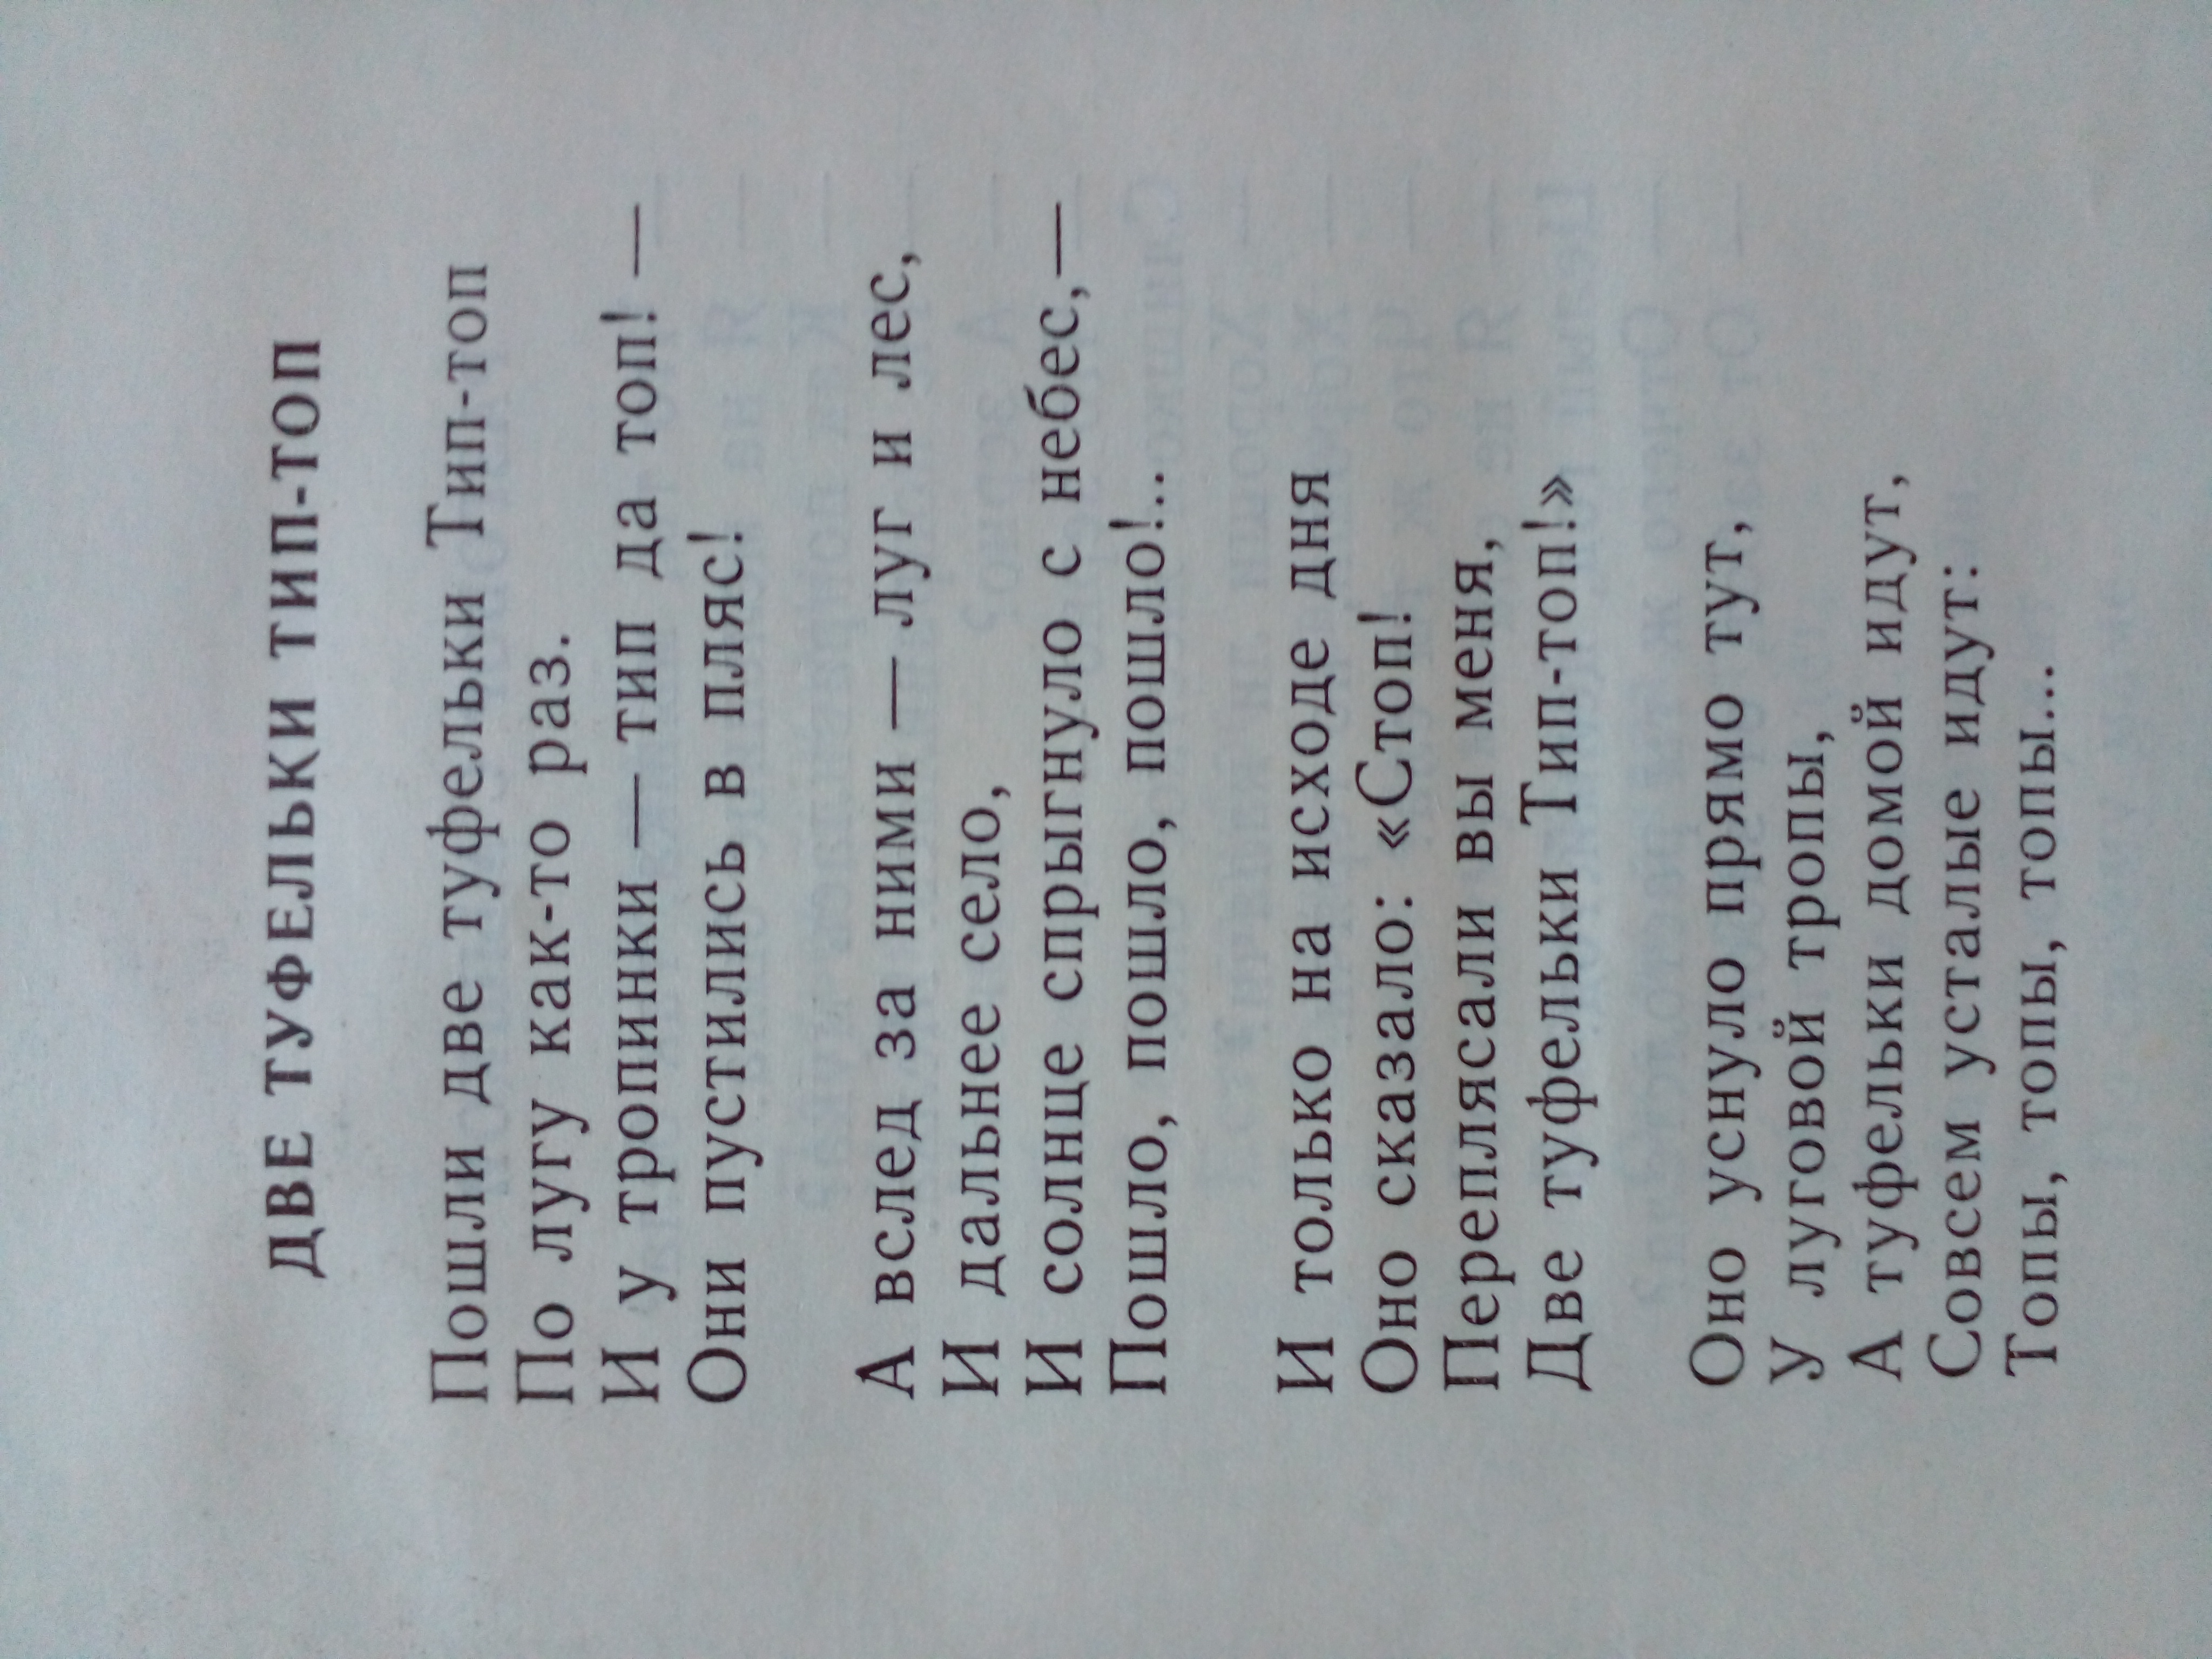 ДВЕ ТУФЕЛЬКИ ТИП-ТОП
Пошли две туфельки Тип-топ
По лугу как-то раз.
И у тропинки — тип да топ! —
Они пустились в пляс!
А вслед за ними — луг и лес,
И дальнее село,
И солнце спрыгнуло с небес,—
Пошло, пошло, пошло!..
И только на исходе дня
Оно сказало: «Стоп!
Переплясали вы меня,
Две туфельки Тип-топ!»
Оно уснуло прямо тут,
У луговой тропы,
А туфельки домой идут,
Совсем усталые идут:
Топы, топы, топы...